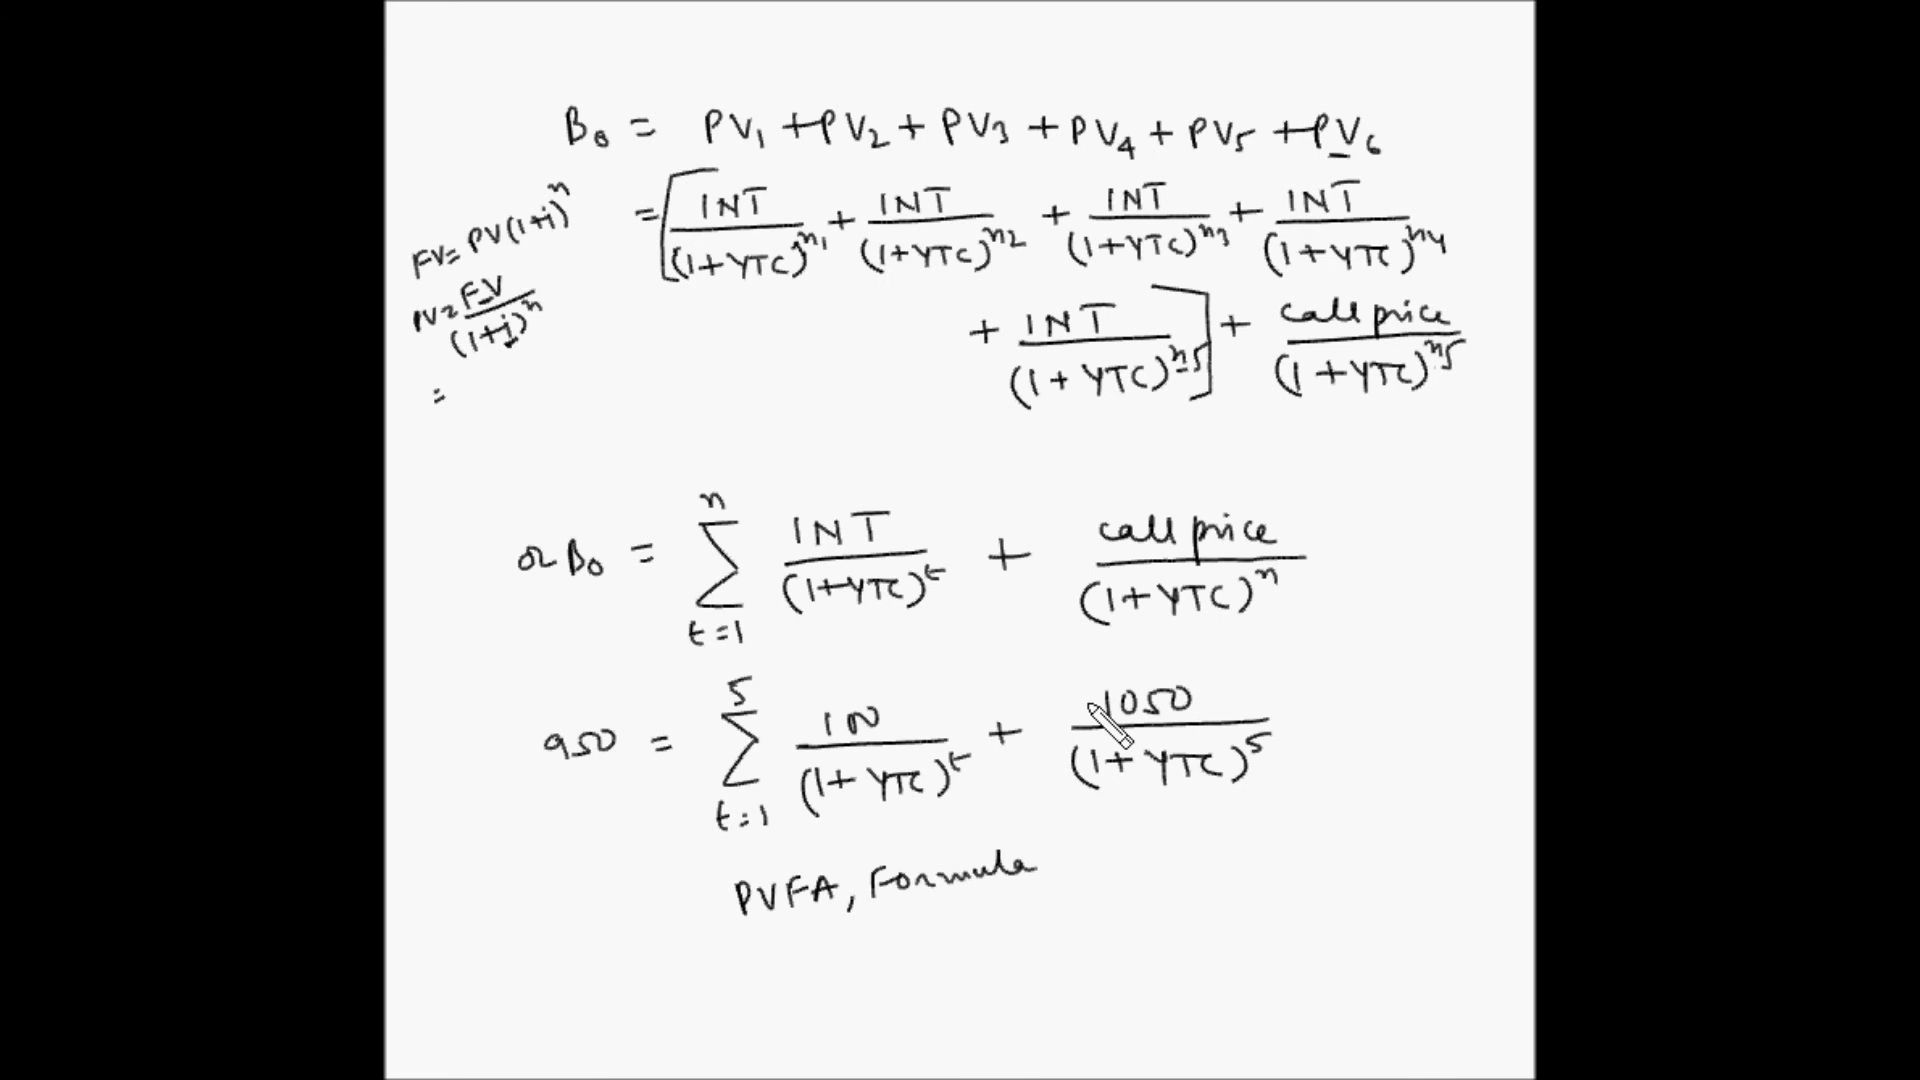 B₀ = PV₁ + PV₂ + PV₃ + PV₄ + PV₅ + PV₆
FV = PV(1+i)ⁿ
= [INT/(1+YTC)^n1 + INT/(1+YTC)^n2 + INT/(1+YTC)^n3 + INT/(1+YTC)^n4
PV = FV/(1+i)ⁿ
+ INT/(1+YTC)^n5] + call price/(1+YTC)^n5
=
or B₀ = n∑t=1 INT/(1+YTC)^t + call price/(1+YTC)^n
950 = 5∑t=1 /(1+YTC)^t + 1050/(1+YTC)^5
PVFA, Formula